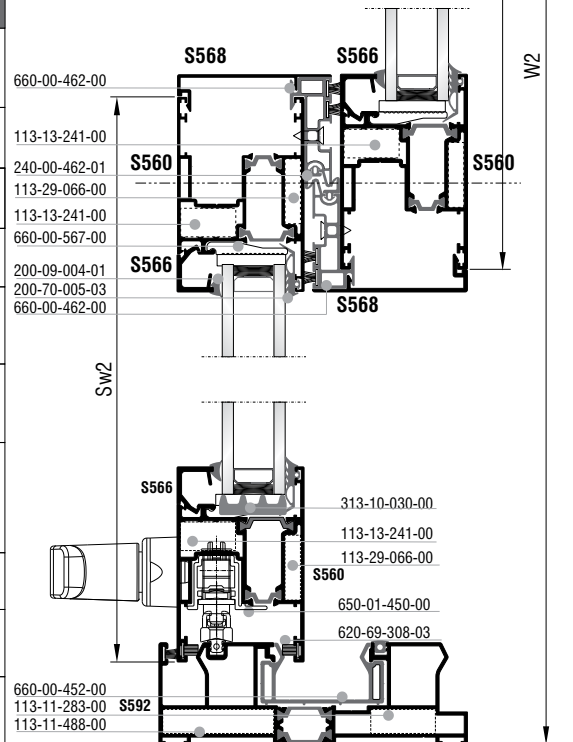 W2
S568 S566
660-00-462-00
113-13-241-00
S560 S560
240-00-462-01
113-29-066-00
113-13-241-00
660-00-567-00
S566
200-09-004-01
200-70-005-03
660-00-462-00
S568
Sw2
S566
313-10-030-00
113-13-241-00
113-29-066-00
S560
650-01-450-00
620-69-308-03
660-00-452-00
113-11-283-00 S592
113-11-488-00